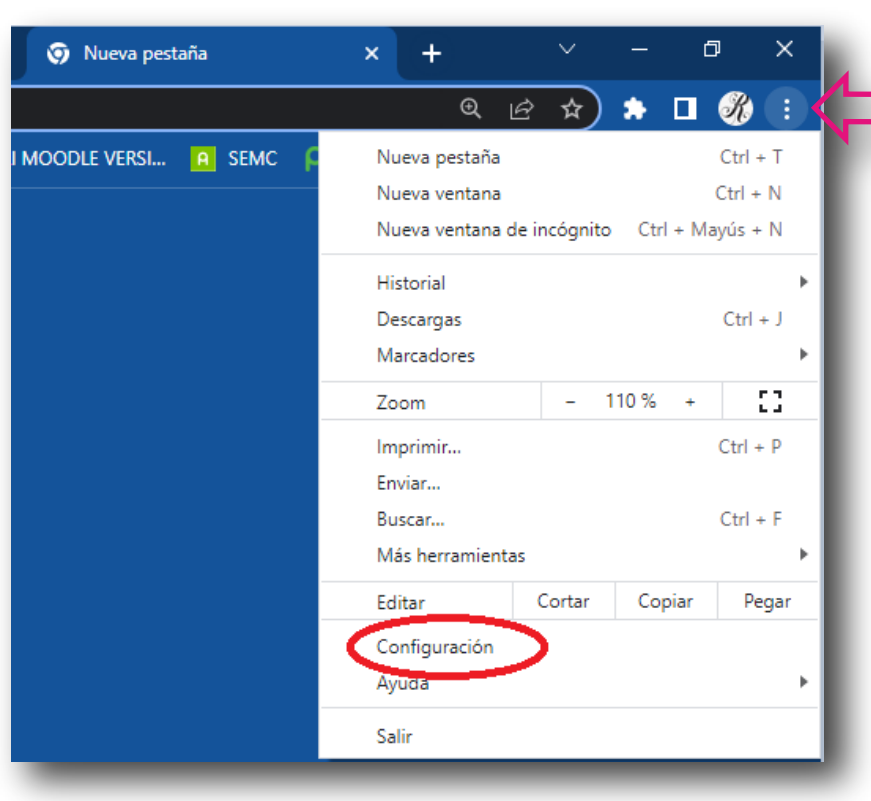 Nueva pestaña
I MOODLE VERSI... A SEMC
Nueva pestaña Ctrl + T
Nueva ventana Ctrl + N
Nueva ventana de incógnito Ctrl + Mayús + N
Historial
Descargas Ctrl + J
Marcadores
Zoom - 110 % +
Imprimir... Ctrl + P
Enviar...
Buscar... Ctrl + F
Más herramientas
Editar Cortar Copiar Pegar
Configuración
Ayuda
Salir